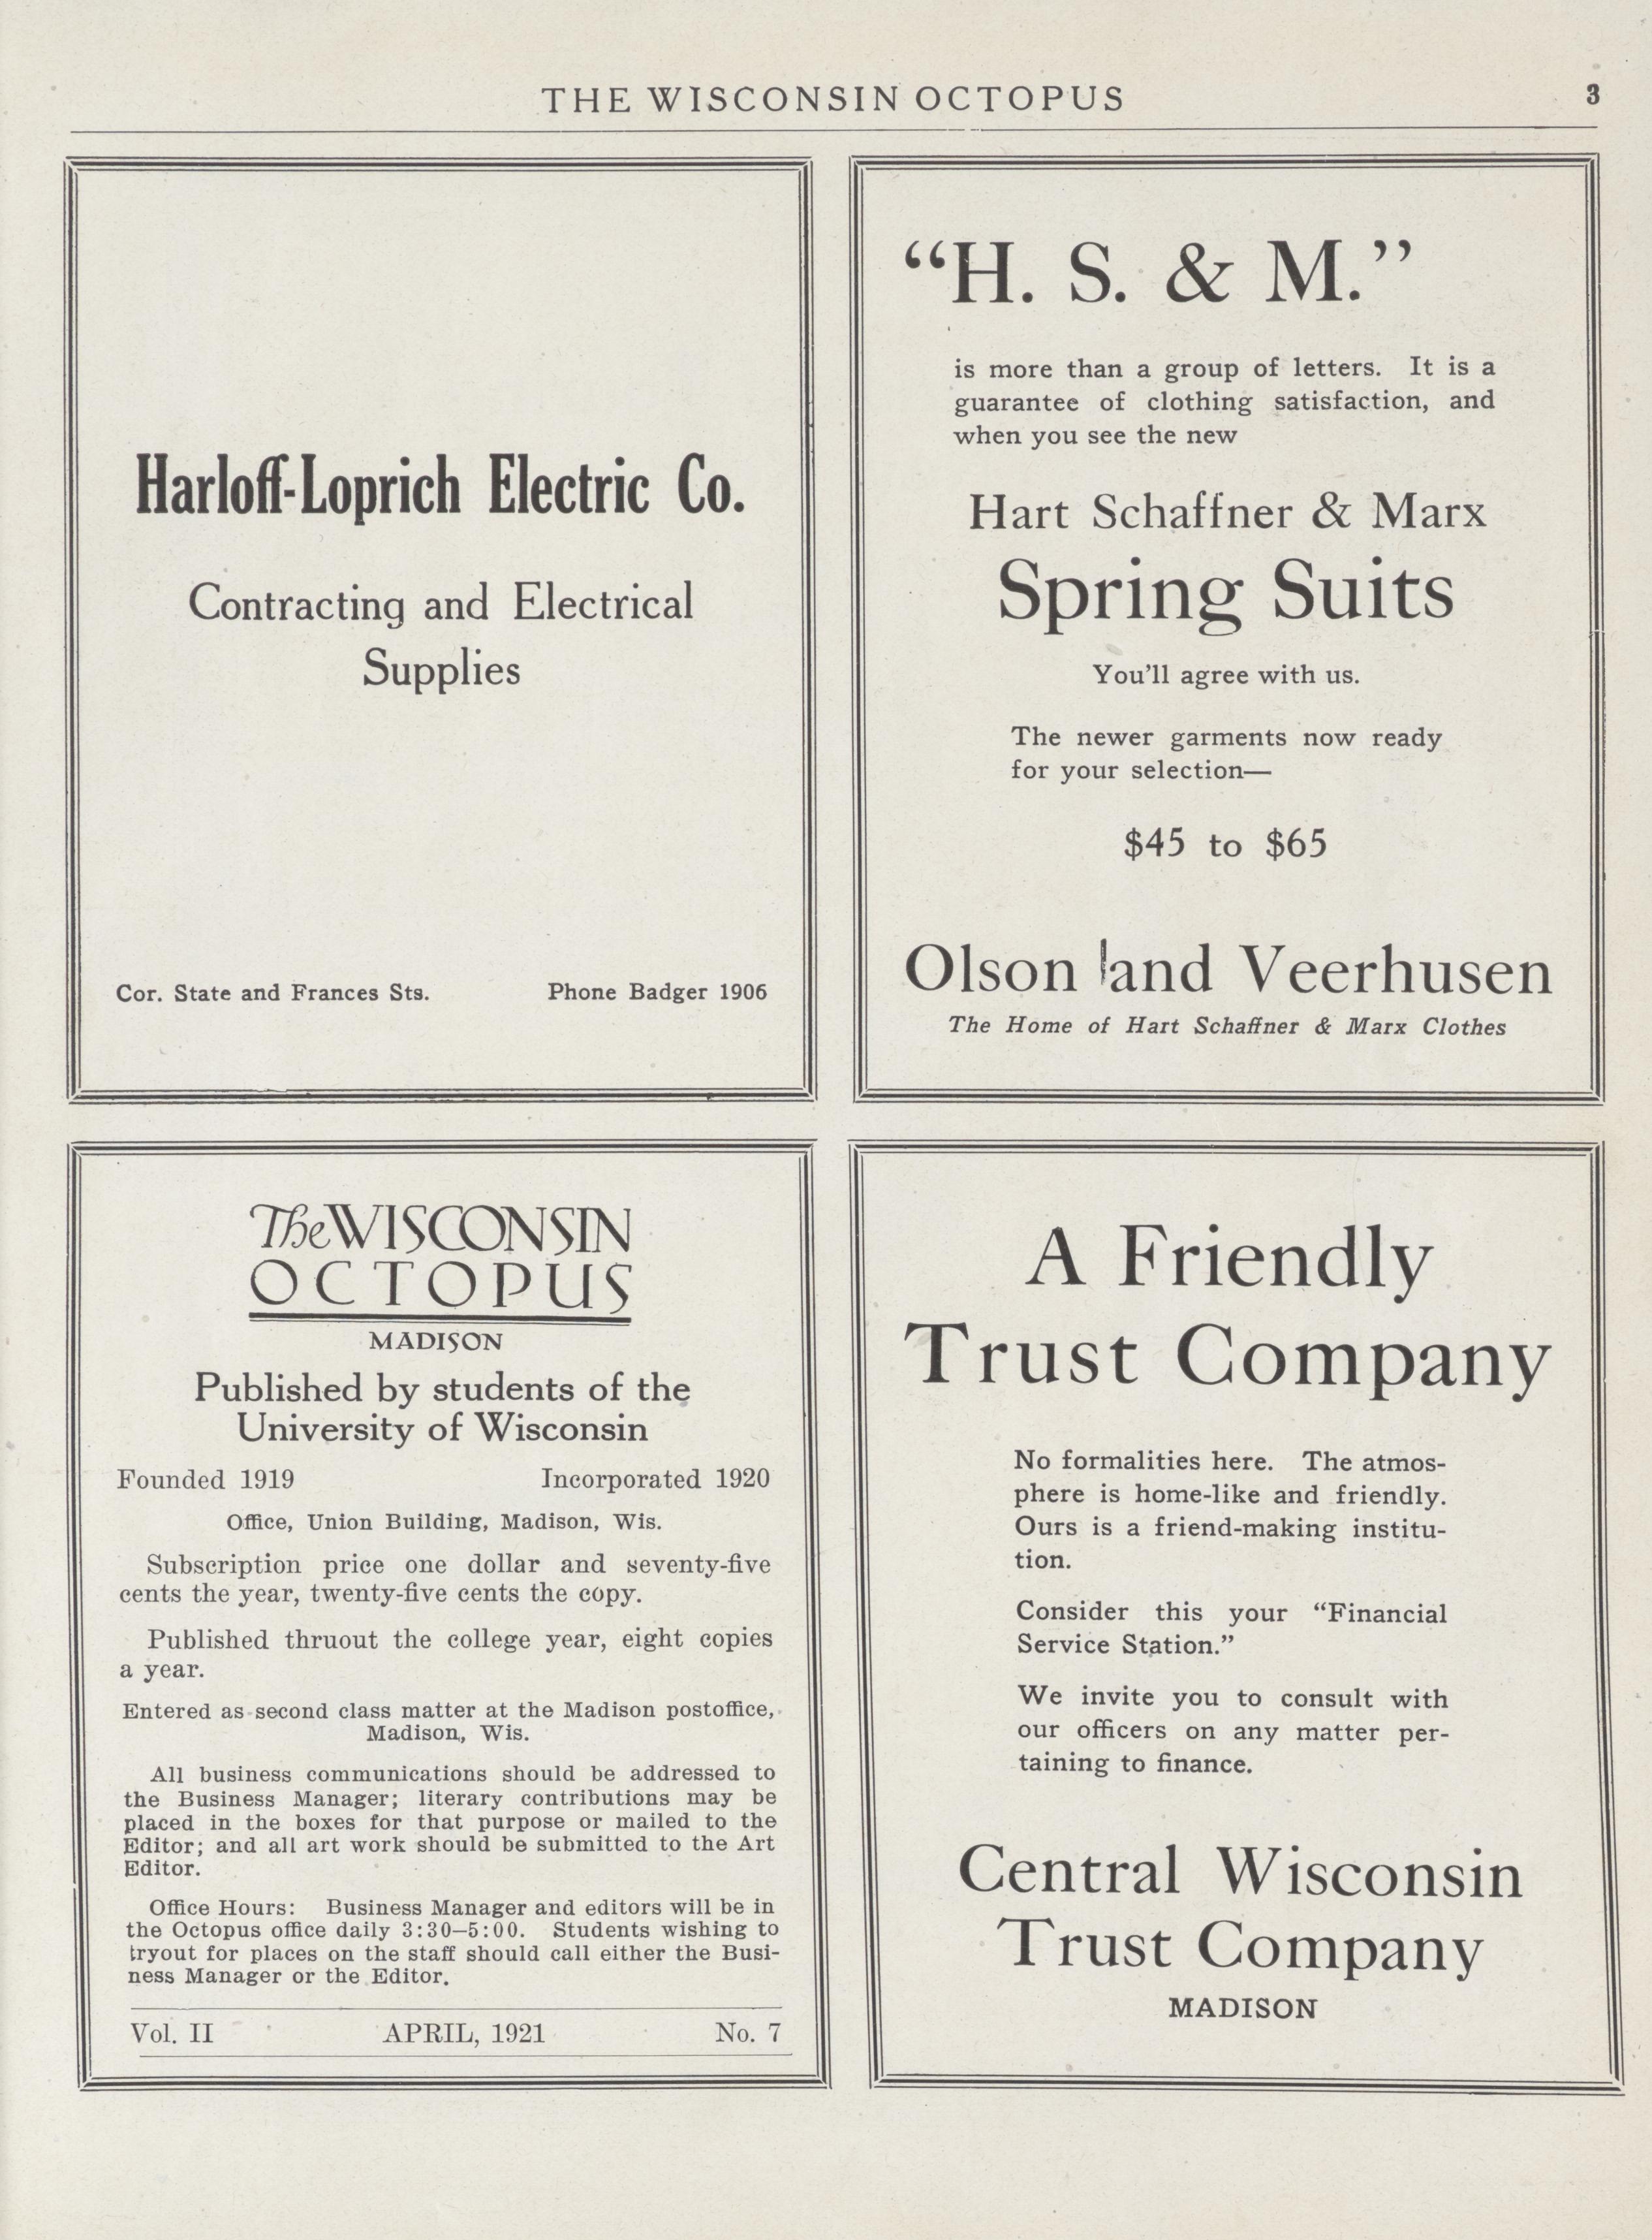 THE WISCONSIN OCTOPUS
3
Harloff-Loprich Electric Co.
Contracting and Electrical
Supplies
Cor. State and Frances Sts. Phone Badger 1906
“H. S. & M.”
is more than a group of letters. It is a
guarantee of clothing satisfaction, and
when you see the new
Hart Schaffner & Marx
Spring Suits
You’ll agree with us.
The newer garments now ready
for your selection—
$45 to $65
Olson and Veerhusen
The Home of Hart Schaffner & Marx Clothes
The WISCONSIN
OCTOPUS
MADISON
Published by students of the
University of Wisconsin
Founded 1919 Incorporated 1920
Office, Union Building, Madison, Wis.
Subscription price one dollar and seventy-five
cents the year, twenty-five cents the copy.
Published thruout the college year, eight copies
a year.
Entered as second class matter at the Madison postoffice,
Madison, Wis.
All business communications should be addressed to
the Business Manager; literary contributions may be
placed in the boxes for that purpose or mailed to the
Editor; and all art work should be submitted to the Art
Editor.
Office Hours: Business Manager and editors will be in
the Octopus office daily 3:30–5:00. Students wishing to
tryout for places on the staff should call either the Busi-
ness Manager or the Editor.
Vol. II APRIL, 1921 No. 7
A Friendly
Trust Company
No formalities here. The atmos-
phere is home-like and friendly.
Ours is a friend-making institu-
tion.
Consider this your “Financial
Service Station.”
We invite you to consult with
our officers on any matter per-
taining to finance.
Central Wisconsin
Trust Company
MADISON